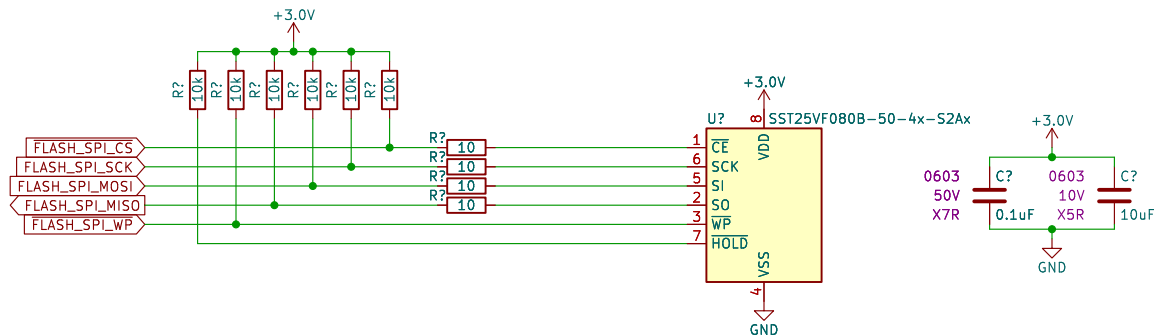 +3.0V
R? 10k R? 10k R? 10k R? 10k R? 10k R? 10k
+3.0V
U? SST25VF080B-50-4x-S2Ax
8 VDD
FLASH_SPI_CS R? 10 1 CE
FLASH_SPI_SCK R? 10 6 SCK
FLASH_SPI_MOSI R? 10 5 SI
FLASH_SPI_MISO R? 10 2 SO
FLASH_SPI_WP 3 WP
7 HOLD
VSS 4
GND
+3.0V
0603 C?
50V
X7R 0.1uF
0603 C?
10V
X5R 10uF
GND